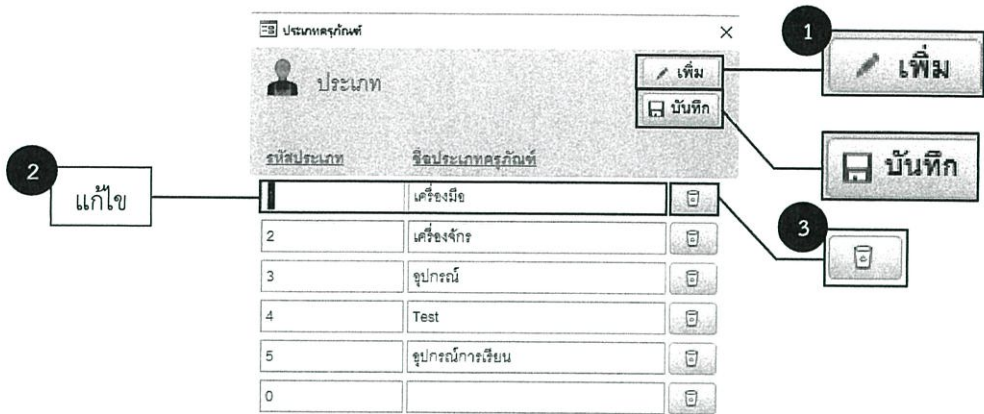 ประเภทครุภัณฑ์
ประเภท
เพิ่ม
บันทึก
1
เพิ่ม
บันทึก
รหัสประเภท
ชื่อประเภทครุภัณฑ์
2
แก้ไข
เครื่องมือ
2
เครื่องจักร
3
3
อุปกรณ์
4
Test
5
อุปกรณ์การเรียน
0